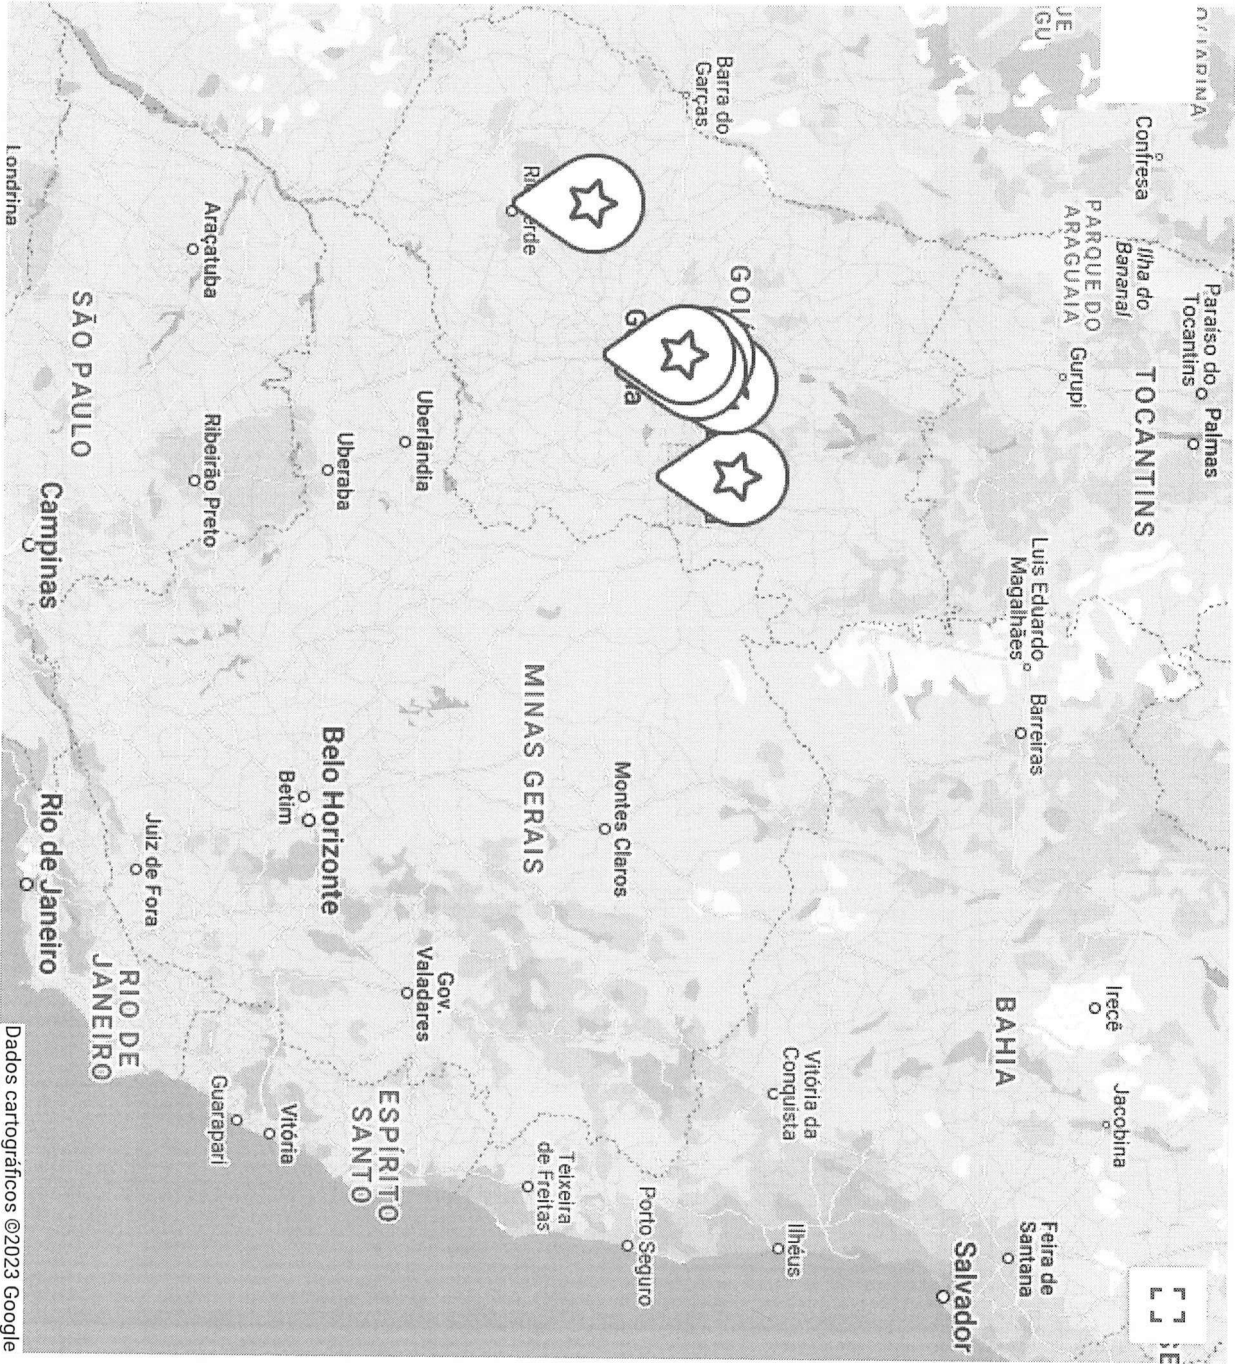 Confresa
Ilha do
Bananal
PARQUE DO
ARAGUAIA
Paraíso do
Tocantins
Palmas
Gurupi
TOCANTINS
Luis Eduardo
Magalhães
Barreiras
Irecê
Jacobina
BAHIA
Feira de
Santana
Salvador
Barra do
Garças
Vitória da
Conquista
Ilhéus
Montes Claros
Porto Seguro
MINAS GERAIS
Teixeira
de Freitas
Uberlândia
Uberaba
Gov.
Valadares
ESPÍRITO
SANTO
Belo Horizonte
Betim
Vitória
Guarapari
Araçatuba
Ribeirão Preto
Juiz de Fora
SÃO PAULO
RIO DE
JANEIRO
Campinas
Rio de Janeiro
Londrina
Dados cartográficos ©2023 Google